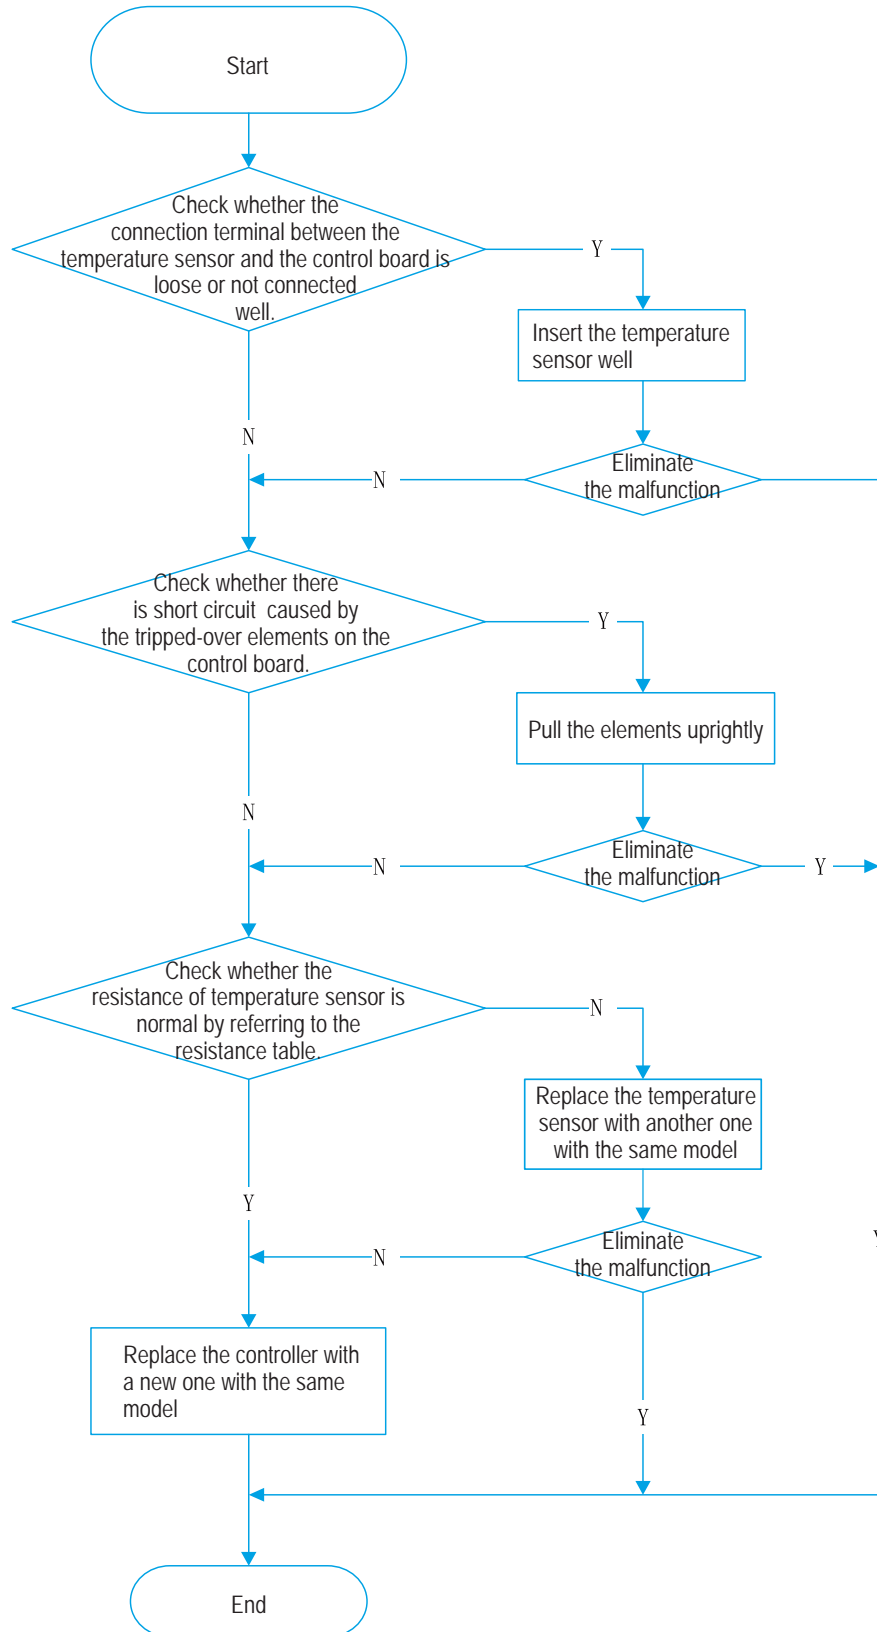 Start
Check whether the
connection terminal between the
temperature sensor and the control board is
loose or not connected
well.
Y
Insert the temperature
sensor well
N
Eliminate
the malfunction
N
Check whether there
is short circuit caused by
the tripped-over elements on the
control board.
Y
Pull the elements uprightly
N
Eliminate
the malfunction
N
Y
Check whether the
resistance of temperature sensor is
normal by referring to the
resistance table.
N
Replace the temperature
sensor with another one
with the same model
Y
Eliminate
the malfunction
N
Y
Replace the controller with
a new one with the same
model
Y
End